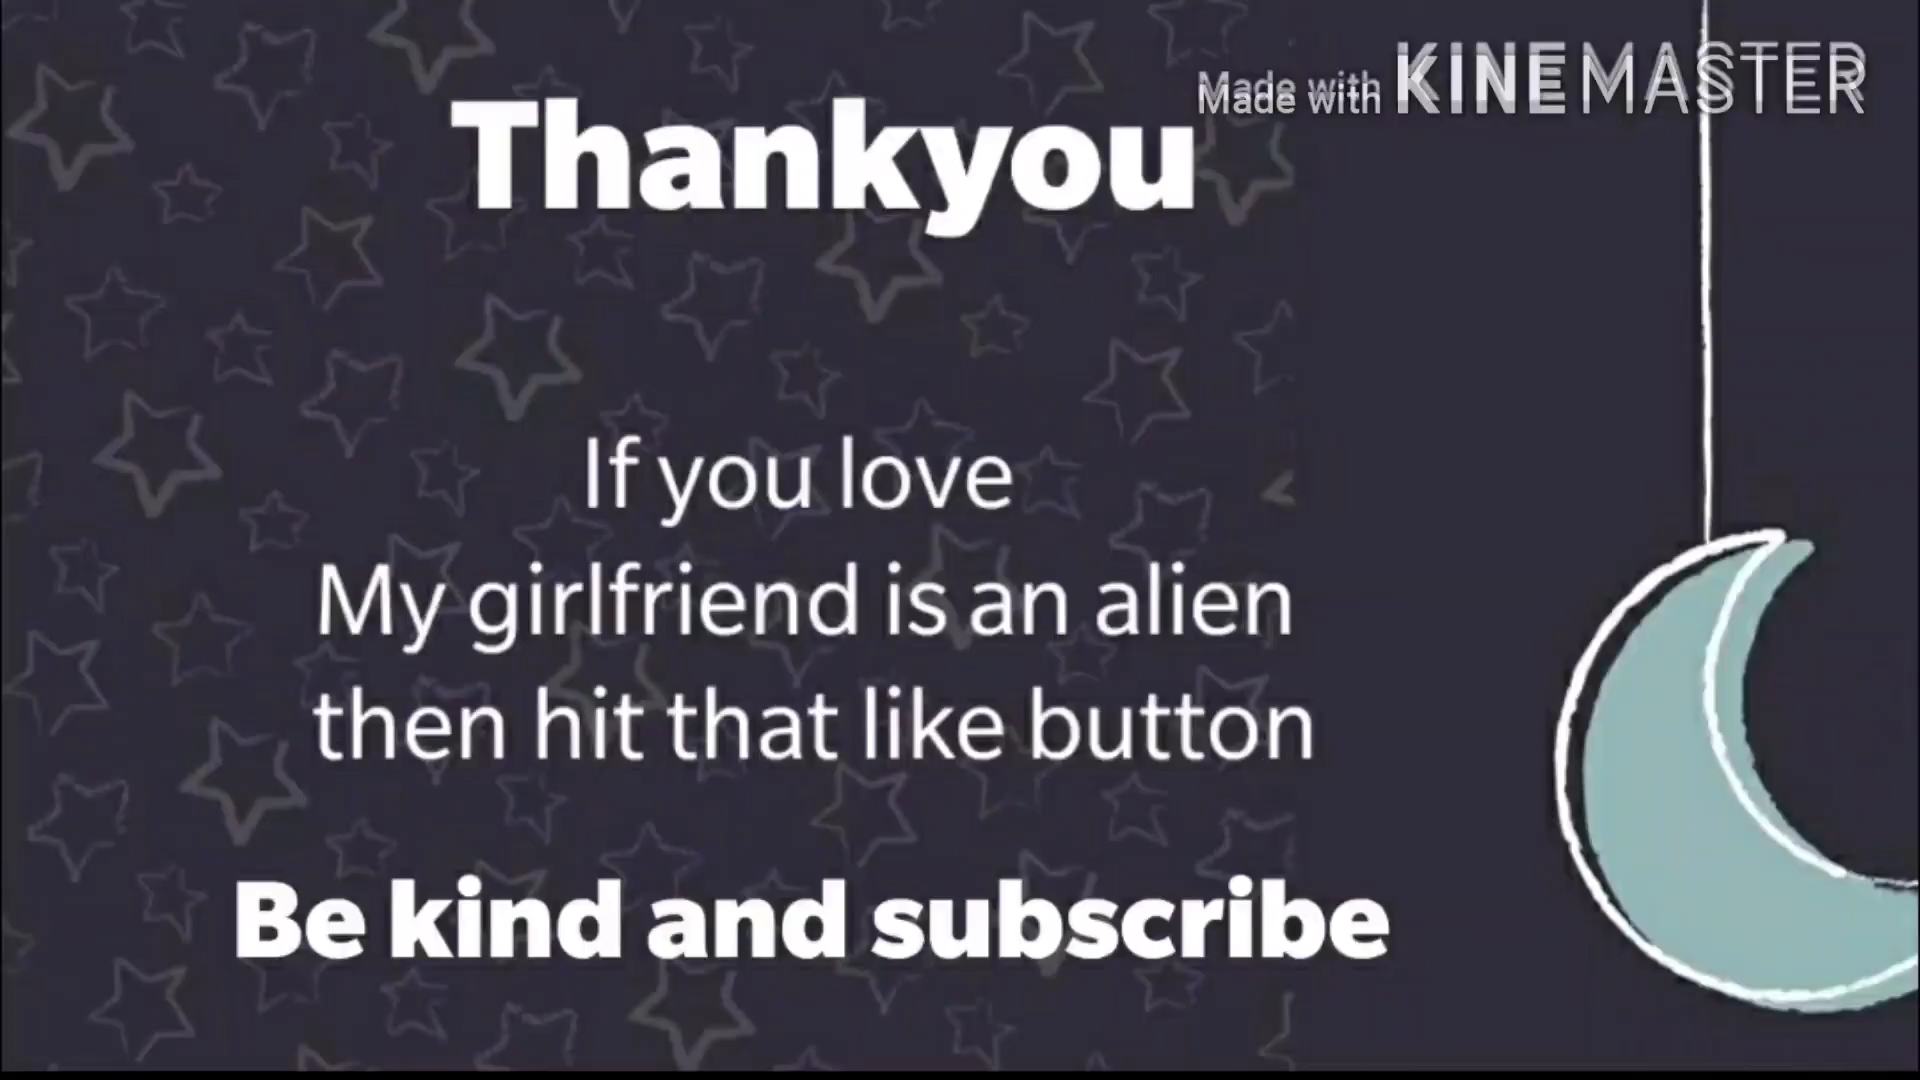 Made with KINEMASTER
Thankyou
If you love
My girlfriend is an alien
then hit that like button
Be kind and subscribe